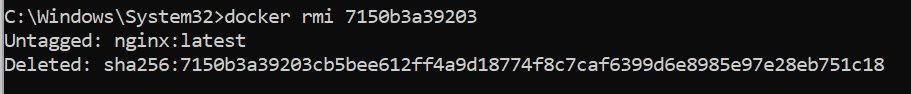 C:\Windows\System32>docker rmi 7150b3a39203
Untagged: nginx:latest
Deleted: sha256:7150b3a39203cb5bee612ff4a9d18774f8c7caf6399d6e8985e97e28eb751c18